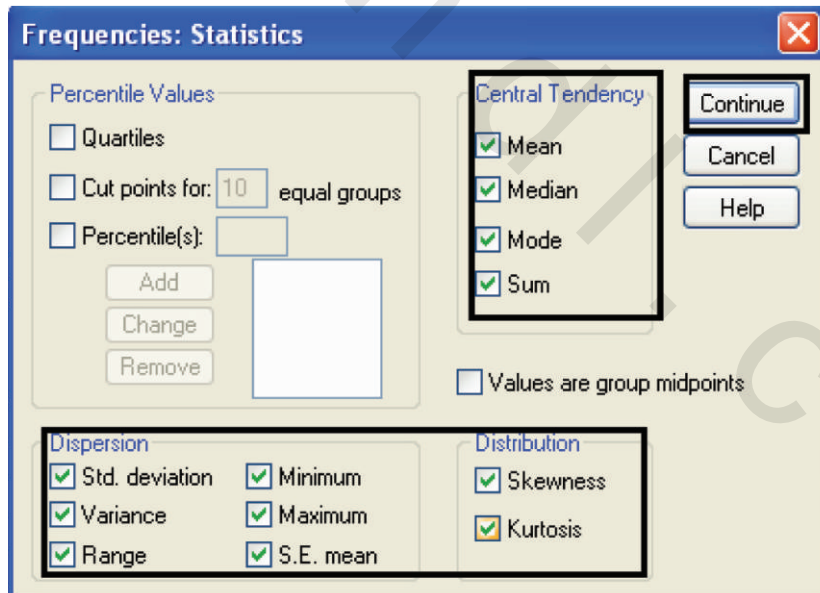 Frequencies: Statistics
Percentile Values
Quartiles
Cut points for: 10 equal groups
Percentile(s):
Add
Change
Remove
Central Tendency
Mean
Median
Mode
Sum
Continue
Cancel
Help
Values are group midpoints
Dispersion
Std. deviation
Minimum
Variance
Maximum
Range
S.E. mean
Distribution
Skewness
Kurtosis